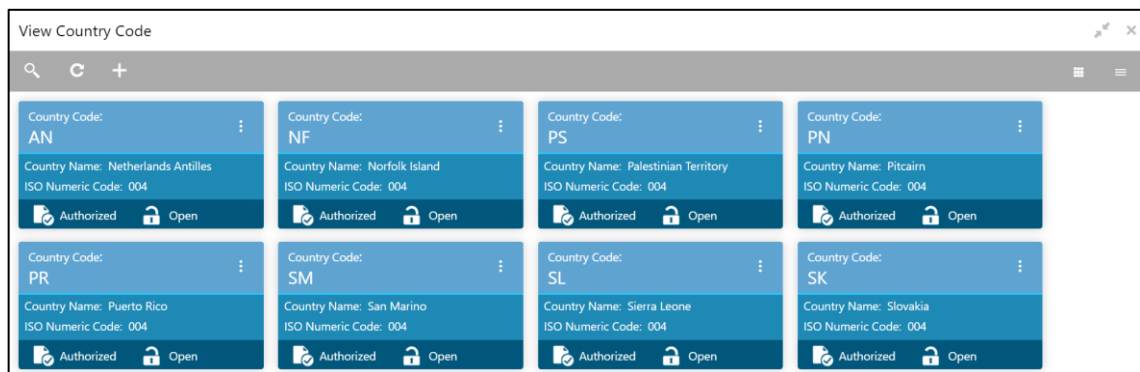 View Country Code
Country Code:
AN
Country Name: Netherlands Antilles
ISO Numeric Code: 004
Authorized Open
Country Code:
NF
Country Name: Norfolk Island
ISO Numeric Code: 004
Authorized Open
Country Code:
PS
Country Name: Palestinian Territory
ISO Numeric Code: 004
Authorized Open
Country Code:
PN
Country Name: Pitcairn
ISO Numeric Code: 004
Authorized Open
Country Code:
PR
Country Name: Puerto Rico
ISO Numeric Code: 004
Authorized Open
Country Code:
SM
Country Name: San Marino
ISO Numeric Code: 004
Authorized Open
Country Code:
SL
Country Name: Sierra Leone
ISO Numeric Code: 004
Authorized Open
Country Code:
SK
Country Name: Slovakia
ISO Numeric Code: 004
Authorized Open